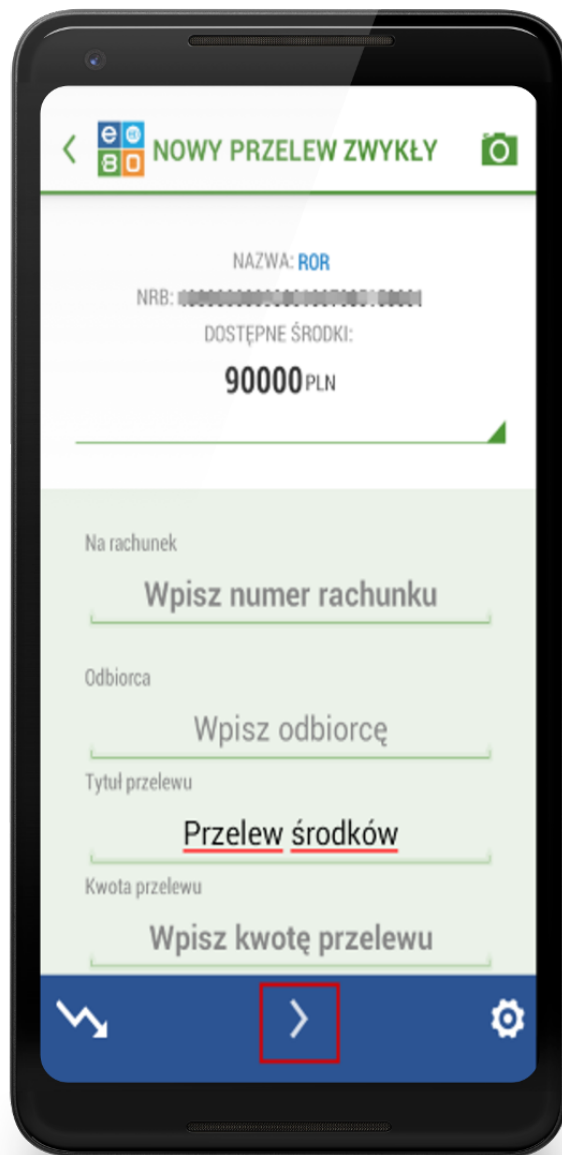 NOWY PRZELEW ZWYKŁY
NAZWA: ROR
NRB:
DOSTĘPNE ŚRODKI:
90000 PLN
Na rachunek
Wpisz numer rachunku
Odbiorca
Wpisz odbiorcę
Tytuł przelewu
Przelew środków
Kwota przelewu
Wpisz kwotę przelewu